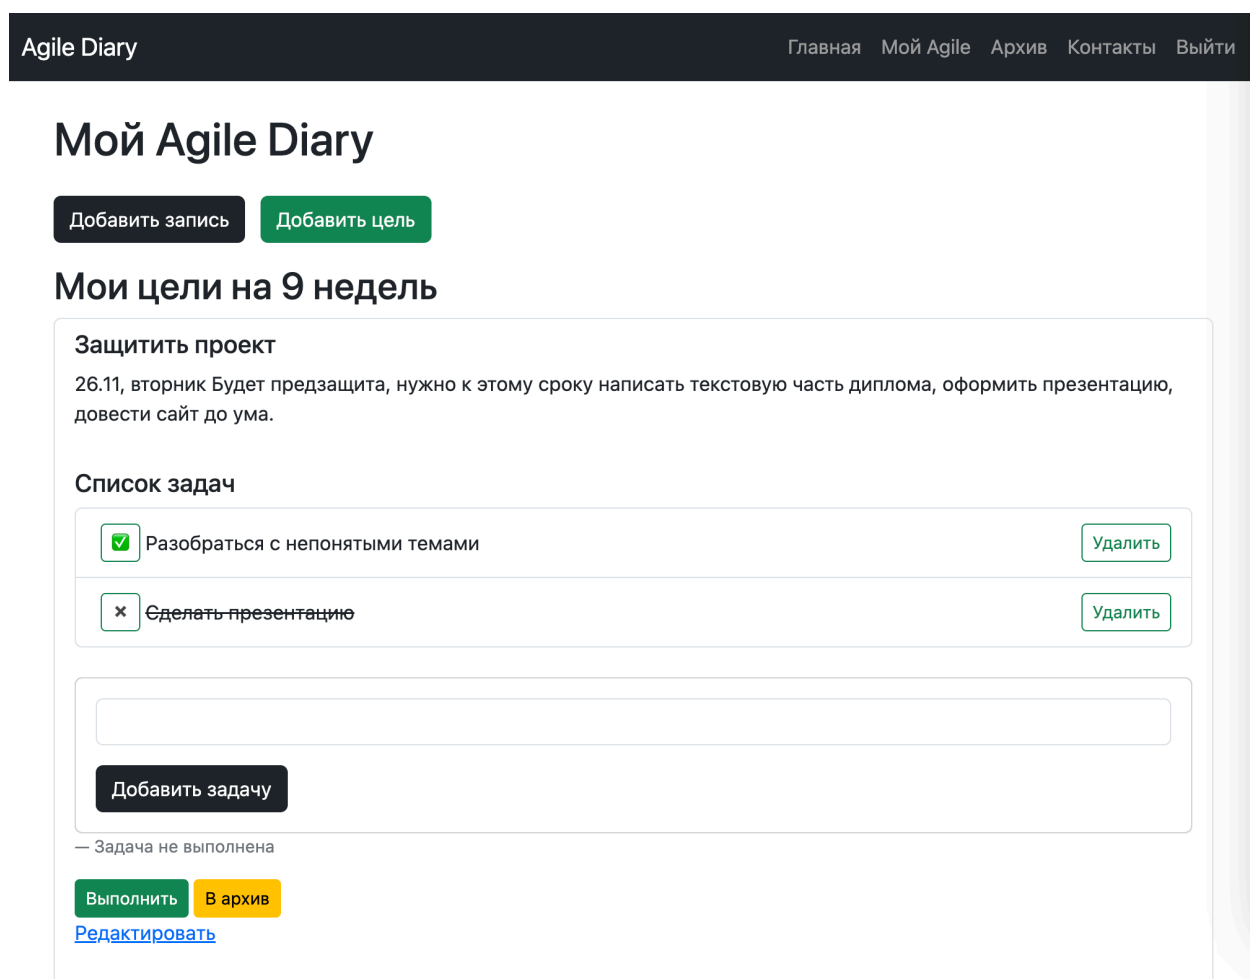 Agile Diary
Главная Мой Agile Архив Контакты Выйти
Мой Agile Diary
Добавить запись Добавить цель
Мои цели на 9 недель
Защитить проект
26.11, вторник Будет предзащита, нужно к этому сроку написать текстовую часть диплома, оформить презентацию,
довести сайт до ума.
Список задач
Разобраться с непонятыми темами Удалить
Сделать презентацию Удалить
Добавить задачу
— Задача не выполнена
Выполнить В архив
Редактировать